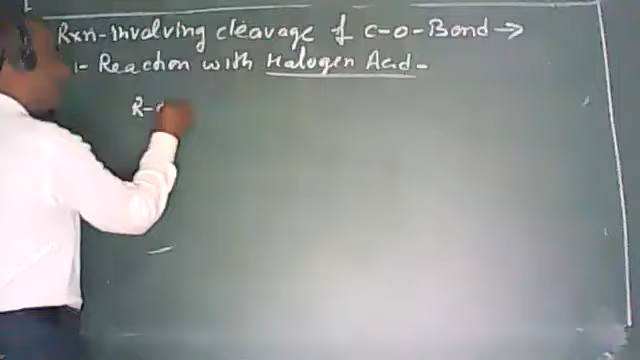 Rxn-involving cleavage of C-O-Bond →
1- Reaction with Halogen Acid-
R-